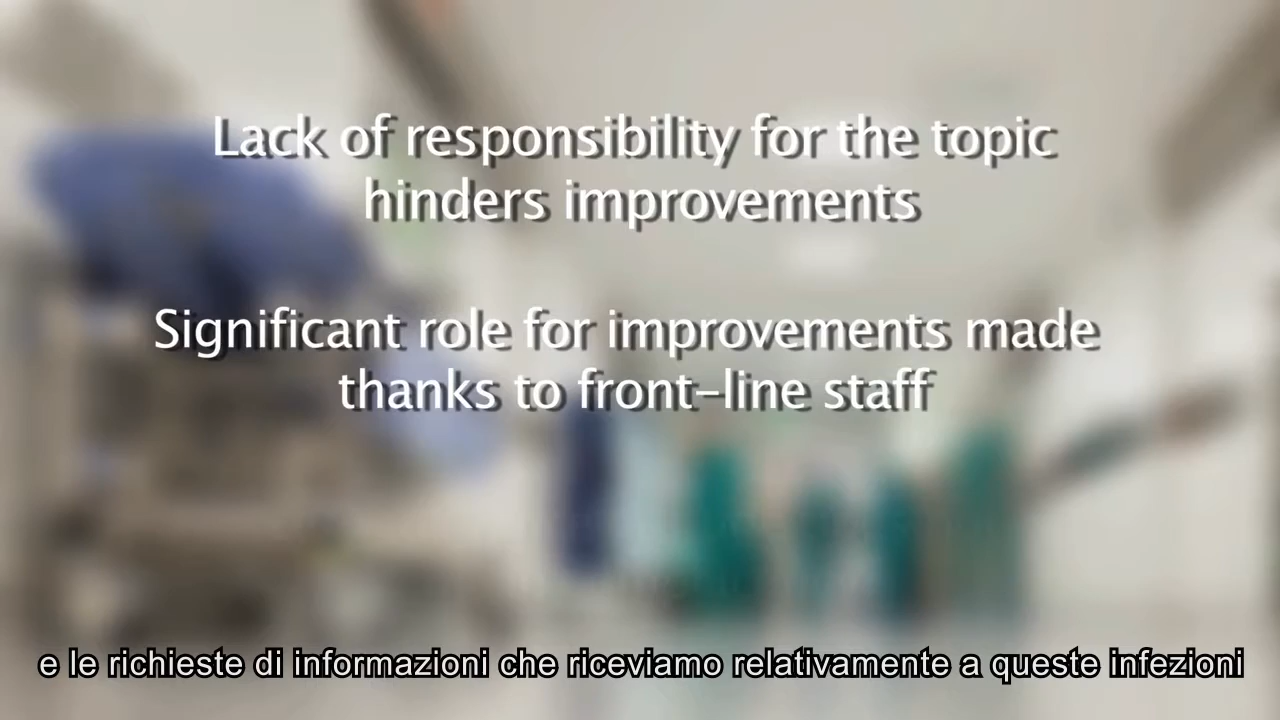 Lack of responsibility for the topic
hinders improvements
Significant role for improvements made
thanks to front-line staff
e le richieste di informazioni che riceviamo relativamente a queste infezioni